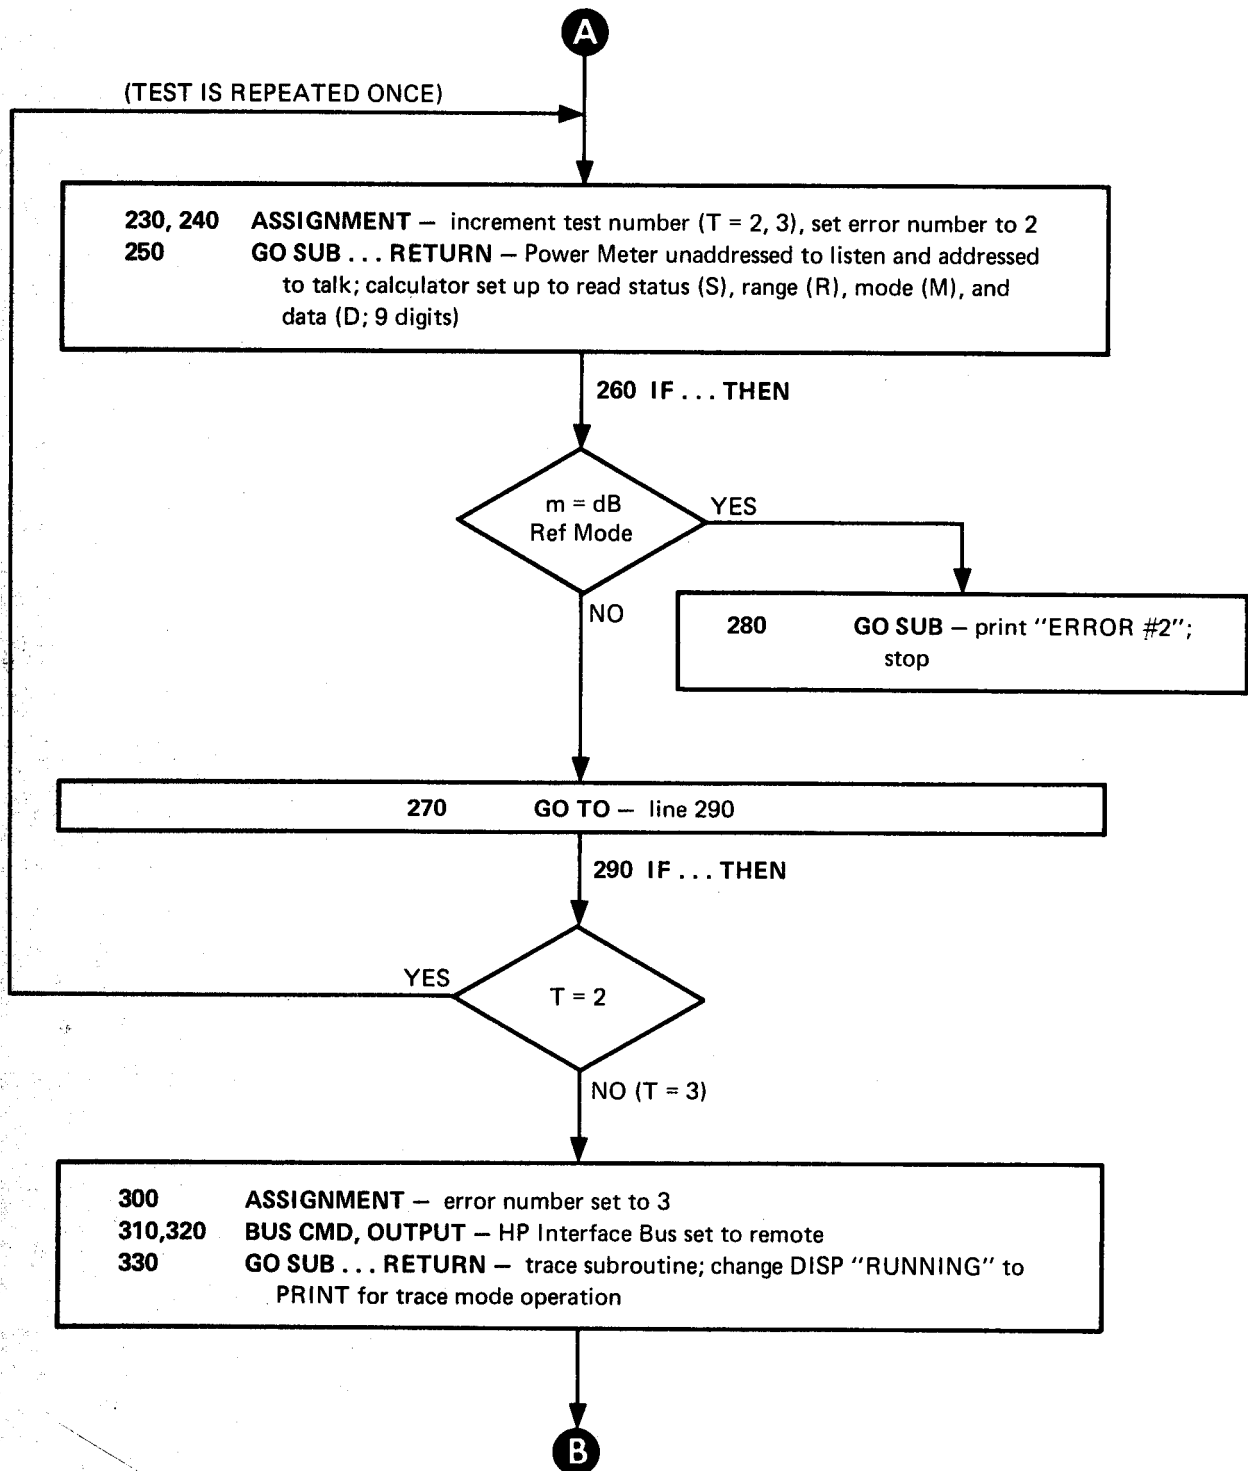 A
(TEST IS REPEATED ONCE)
230, 240 ASSIGNMENT — increment test number (T = 2, 3), set error number to 2
250 GO SUB . . . RETURN — Power Meter unaddressed to listen and addressed
to talk; calculator set up to read status (S), range (R), mode (M), and
data (D; 9 digits)
260 IF . . . THEN
m = dB
Ref Mode
YES
NO
280 GO SUB — print "ERROR #2";
stop
270 GO TO — line 290
290 IF . . . THEN
YES
T = 2
NO (T = 3)
300 ASSIGNMENT — error number set to 3
310,320 BUS CMD, OUTPUT — HP Interface Bus set to remote
330 GO SUB . . . RETURN — trace subroutine; change DISP "RUNNING" to
PRINT for trace mode operation
B